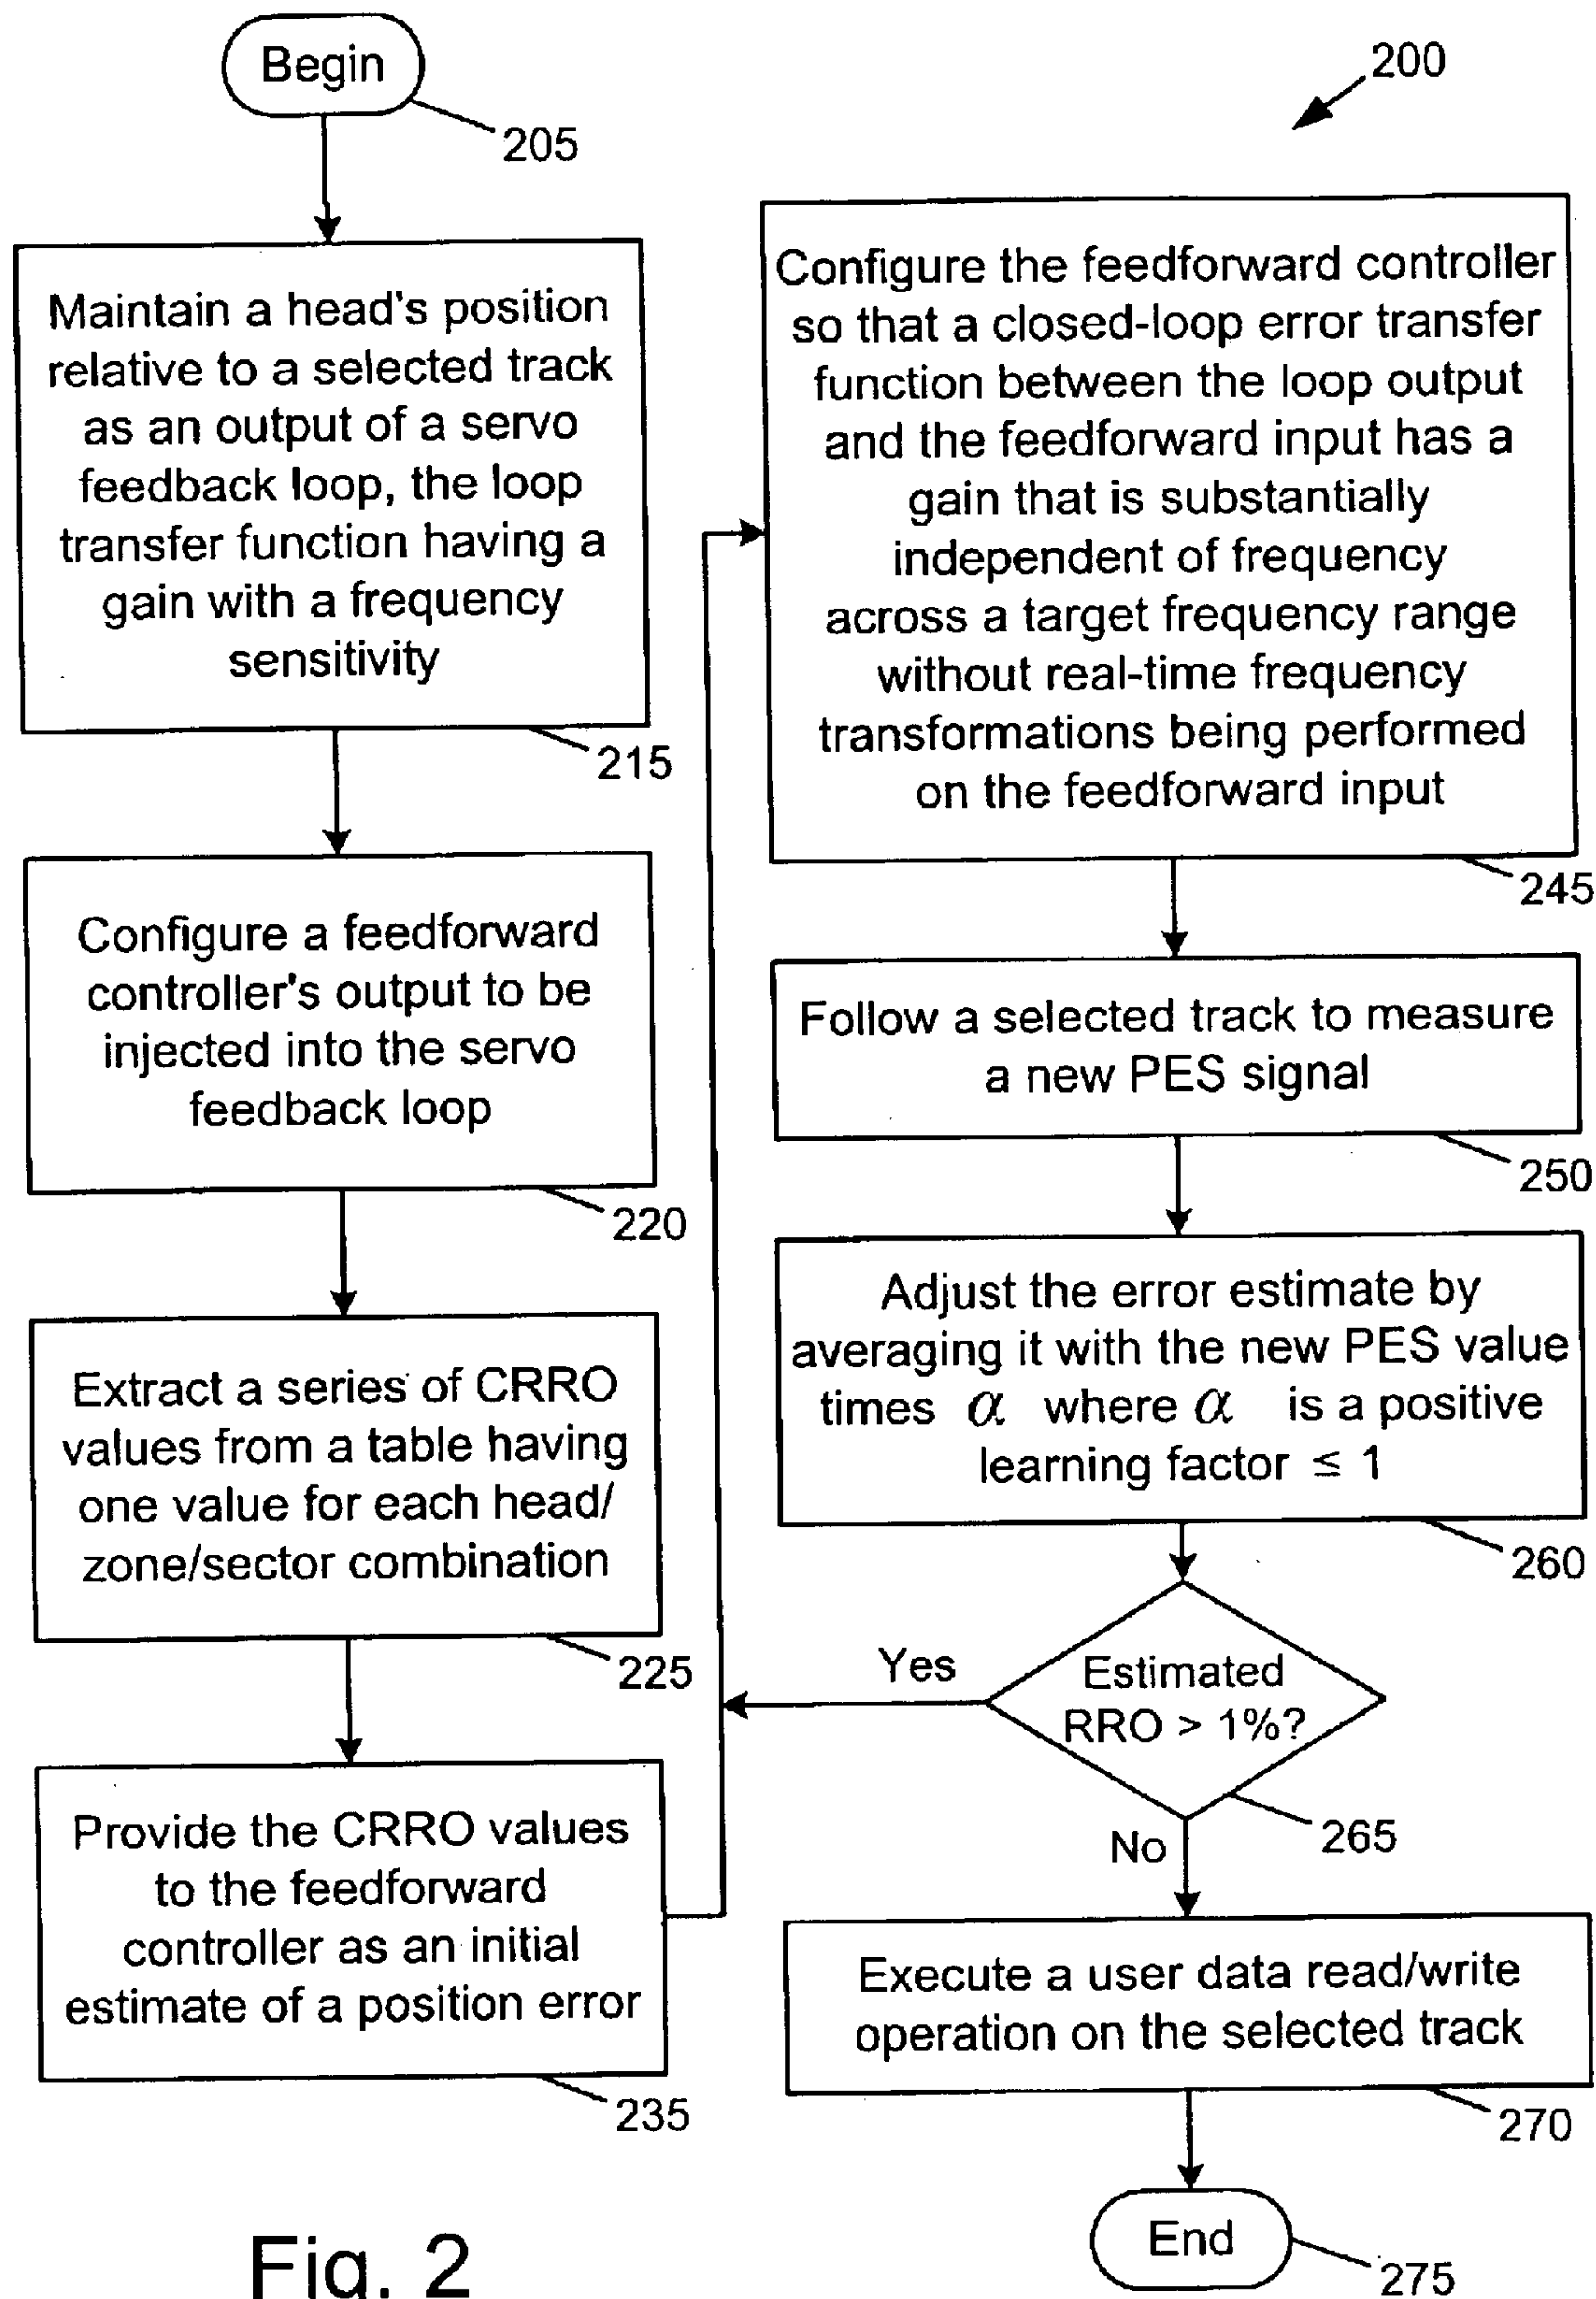 Begin
205
200
Maintain a head's position
relative to a selected track
as an output of a servo
feedback loop, the loop
transfer function having a
gain with a frequency
sensitivity
215
Configure a feedforward
controller's output to be
injected into the servo
feedback loop
220
Extract a series of CRRO
values from a table having
one value for each head/
zone/sector combination
225
Provide the CRRO values
to the feedforward
controller as an initial
estimate of a position error
235
Configure the feedforward controller
so that a closed-loop error transfer
function between the loop output
and the feedforward input has a
gain that is substantially
independent of frequency
across a target frequency range
without real-time frequency
transformations being performed
on the feedforward input
245
Follow a selected track to measure
a new PES signal
250
Adjust the error estimate by
averaging it with the new PES value
times α where α is a positive
learning factor ≤ 1
260
Estimated
RRO > 1%?
Yes
265
No
Execute a user data read/write
operation on the selected track
270
End
275
Fig. 2